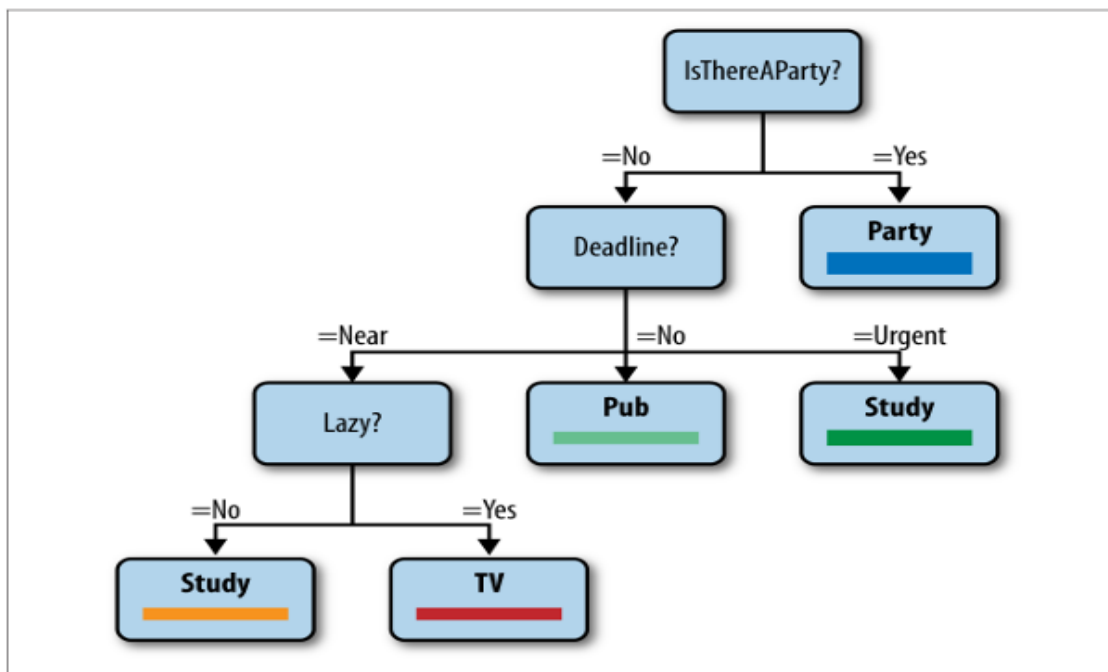 IsThereAParty?
=No
=Yes
Deadline?
Party
=Near
=No
=Urgent
Lazy?
Pub
Study
=No
=Yes
Study
TV